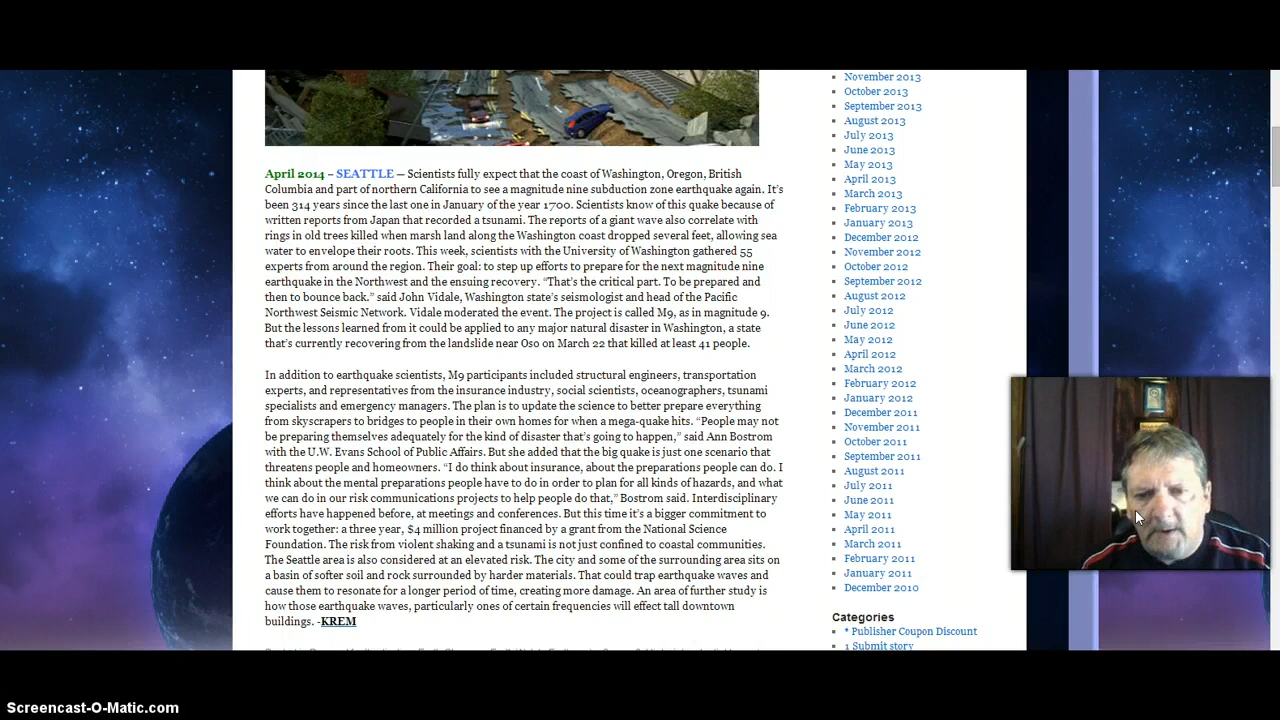 April 2014 – SEATTLE — Scientists fully expect that the coast of Washington, Oregon, British
Columbia and part of northern California to see a magnitude nine subduction zone earthquake again. It's
been 314 years since the last one in January of the year 1700. Scientists know of this quake because of
written reports from Japan that recorded a tsunami. The reports of a giant wave also correlate with
rings in old trees killed when marsh land along the Washington coast dropped several feet, allowing sea
water to envelope their roots. This week, scientists with the University of Washington gathered 55
experts from around the region. Their goal: to step up efforts to prepare for the next magnitude nine
earthquake in the Northwest and the ensuing recovery. "That's the critical part. To be prepared and
then to bounce back." said John Vidale, Washington state's seismologist and head of the Pacific
Northwest Seismic Network. Vidale moderated the event. The project is called M9, as in magnitude 9.
But the lessons learned from it could be applied to any major natural disaster in Washington, a state
that's currently recovering from the landslide near Oso on March 22 that killed at least 41 people.
In addition to earthquake scientists, M9 participants included structural engineers, transportation
experts, and representatives from the insurance industry, social scientists, oceanographers, tsunami
specialists and emergency managers. The plan is to update the science to better prepare everything
from skyscrapers to bridges to people in their own homes for when a mega-quake hits. "People may not
be preparing themselves adequately for the kind of disaster that's going to happen," said Ann Bostrom
with the U.W. Evans School of Public Affairs. But she added that the big quake is just one scenario that
threatens people and homeowners. "I do think about insurance, about the preparations people can do. I
think about the mental preparations people have to do in order to plan for all kinds of hazards, and what
we can do in our risk communications projects to help people do that," Bostrom said. Interdisciplinary
efforts have happened before, at meetings and conferences. But this time it's a bigger commitment to
work together: a three year, $4 million project financed by a grant from the National Science
Foundation. The risk from violent shaking and a tsunami is not just confined to coastal communities.
The Seattle area is also considered at an elevated risk. The city and some of the surrounding area sits on
a basin of softer soil and rock surrounded by harder materials. That could trap earthquake waves and
cause them to resonate for a longer period of time, creating more damage. An area of further study is
how those earthquake waves, particularly ones of certain frequencies will effect tall downtown
buildings. -KREM
November 2013
October 2013
September 2013
August 2013
July 2013
June 2013
May 2013
April 2013
March 2013
February 2013
January 2013
December 2012
November 2012
October 2012
September 2012
August 2012
July 2012
June 2012
May 2012
April 2012
March 2012
February 2012
January 2012
December 2011
November 2011
October 2011
September 2011
August 2011
July 2011
June 2011
May 2011
April 2011
March 2011
February 2011
January 2011
December 2010
Categories
* Publisher Coupon Discount
1 Submit story
Screencast-O-Matic.com